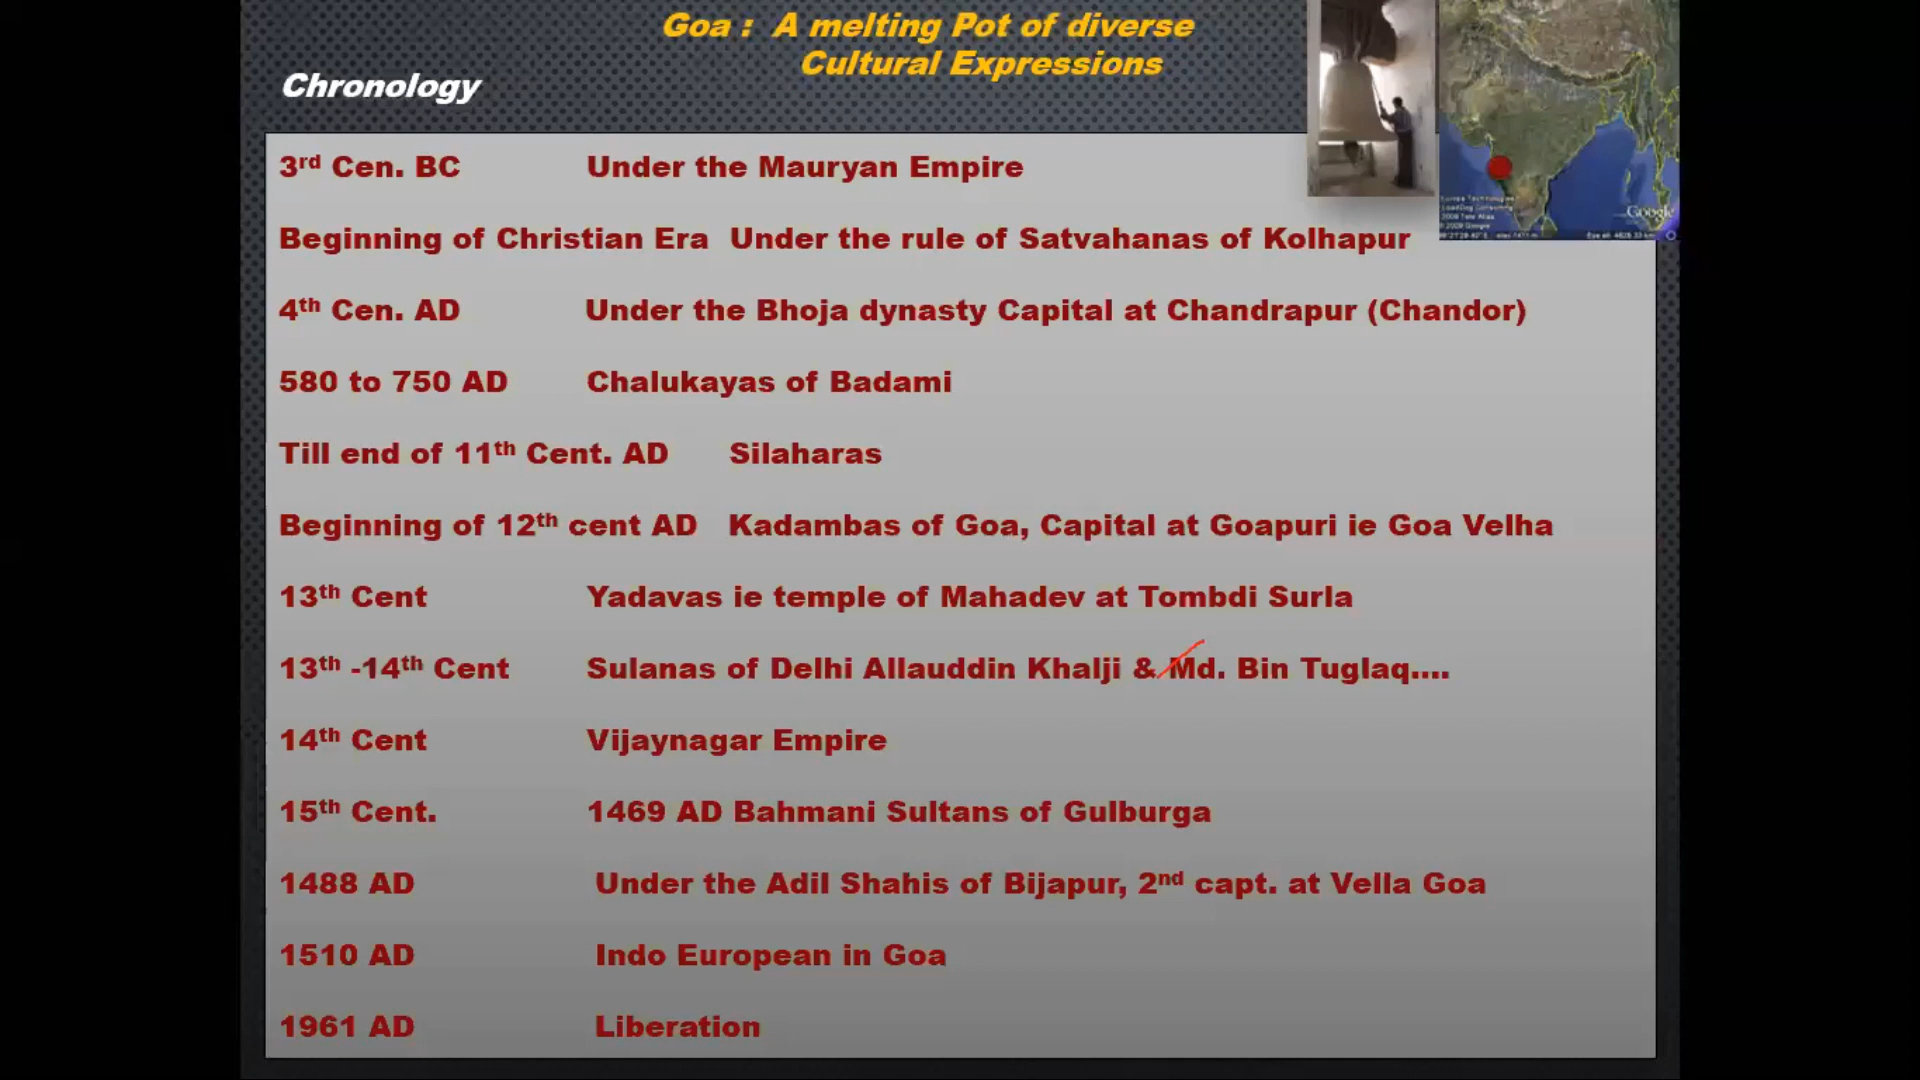 Goa : A melting Pot of diverse
Cultural Expressions
Chronology
3rd Cen. BC Under the Mauryan Empire
Beginning of Christian Era Under the rule of Satvahanas of Kolhapur
4th Cen. AD Under the Bhoja dynasty Capital at Chandrapur (Chandor)
580 to 750 AD Chalukayas of Badami
Till end of 11th Cent. AD Silaharas
Beginning of 12th cent AD Kadambas of Goa, Capital at Goapuri ie Goa Velha
13th Cent Yadavas ie temple of Mahadev at Tombdi Surla
13th -14th Cent Sulanas of Delhi Allauddin Khalji & Md. Bin Tuglaq....
14th Cent Vijaynagar Empire
15th Cent. 1469 AD Bahmani Sultans of Gulburga
1488 AD Under the Adil Shahis of Bijapur, 2nd capt. at Vella Goa
1510 AD Indo European in Goa
1961 AD Liberation
Google